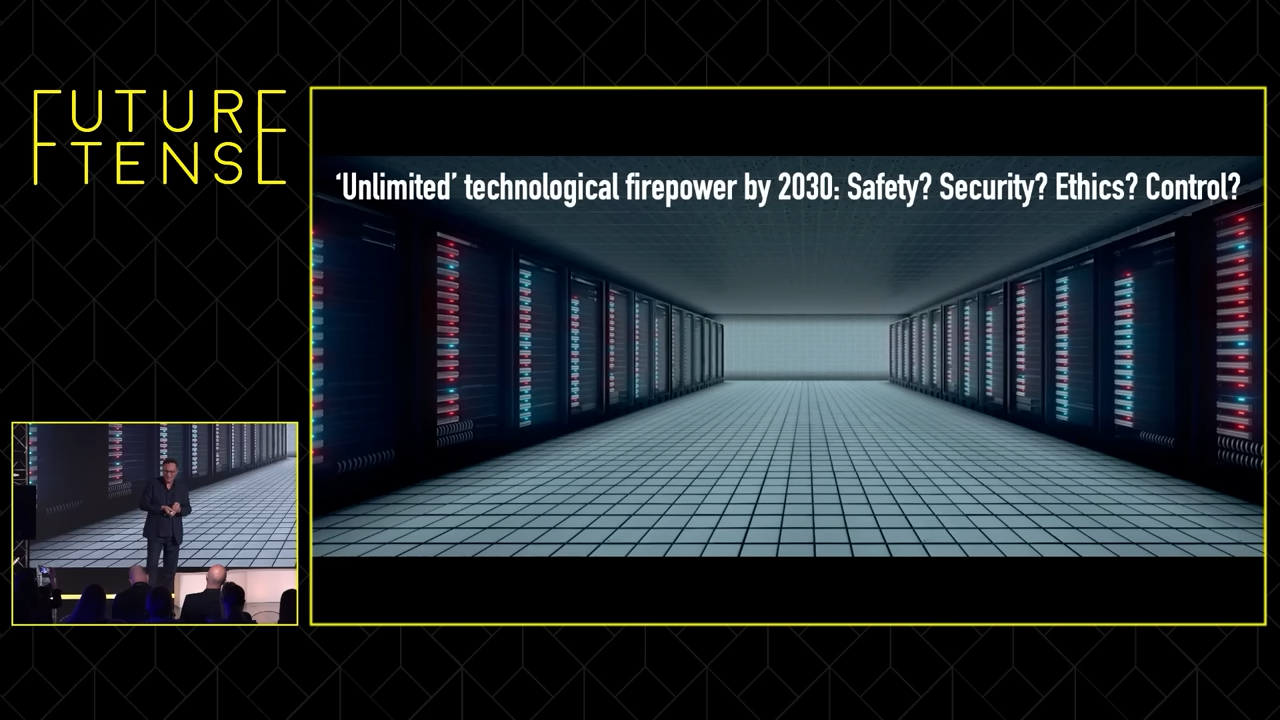 FUTURE
TENSE
‘Unlimited’ technological firepower by 2030: Safety? Security? Ethics? Control?